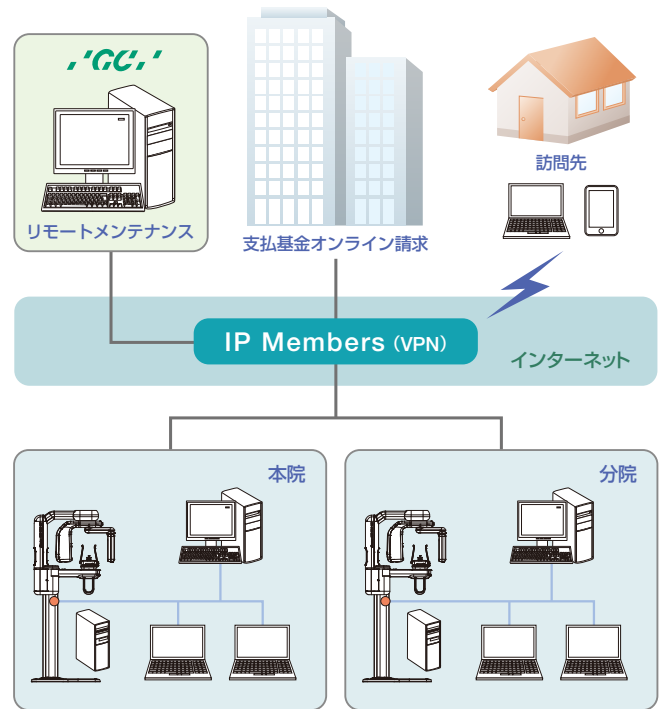 'GC,'
リモートメンテナンス
支払基金オンライン請求
訪問先
IP Members (VPN)
インターネット
本院
分院